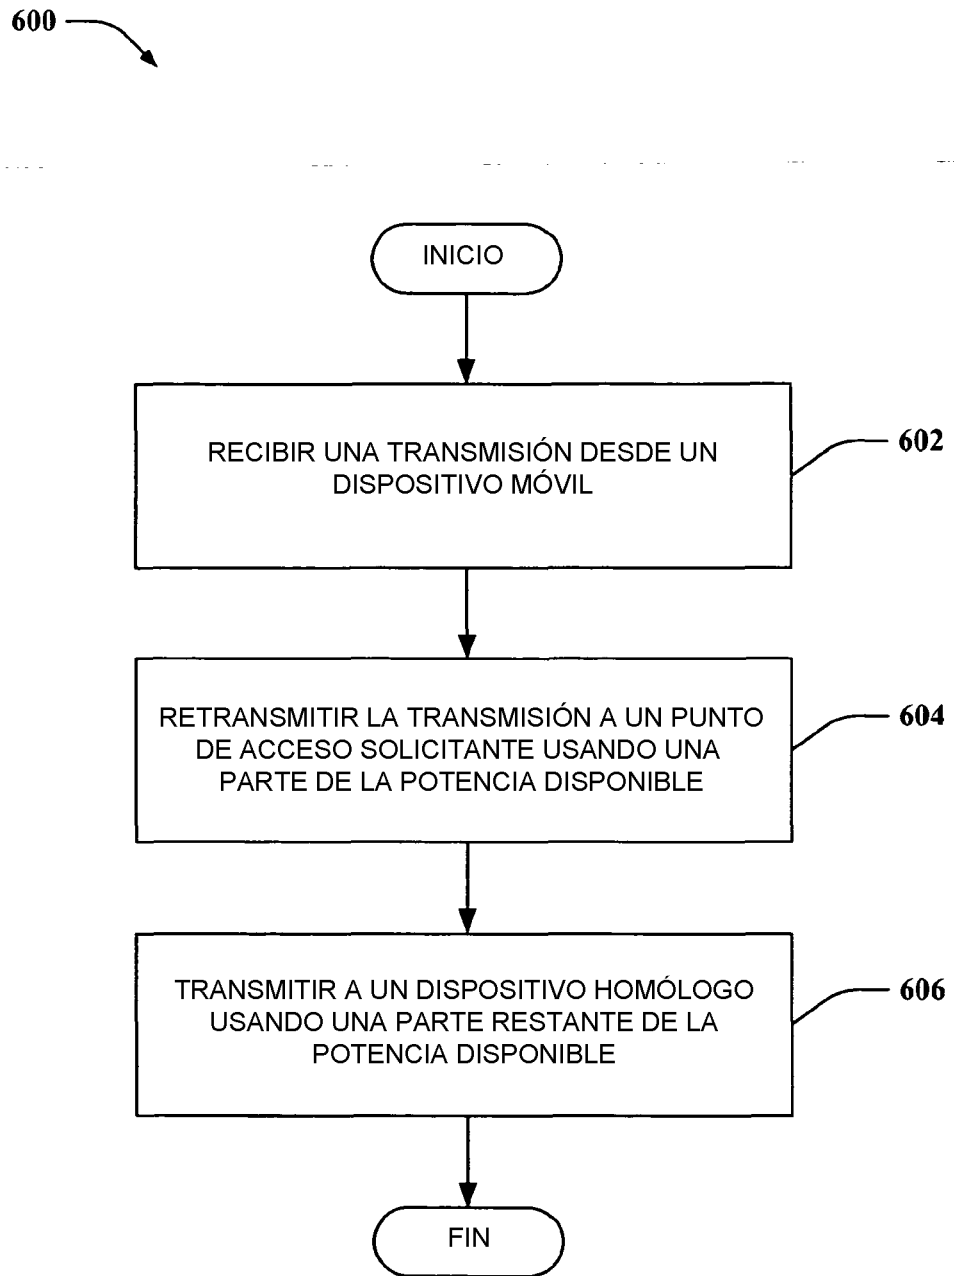 600
INICIO
RECIBIR UNA TRANSMISIÓN DESDE UN
DISPOSITIVO MÓVIL
602
RETRANSMITIR LA TRANSMISIÓN A UN PUNTO
DE ACCESO SOLICITANTE USANDO UNA
PARTE DE LA POTENCIA DISPONIBLE
604
TRANSMITIR A UN DISPOSITIVO HOMÓLOGO
USANDO UNA PARTE RESTANTE DE LA
POTENCIA DISPONIBLE
606
FIN